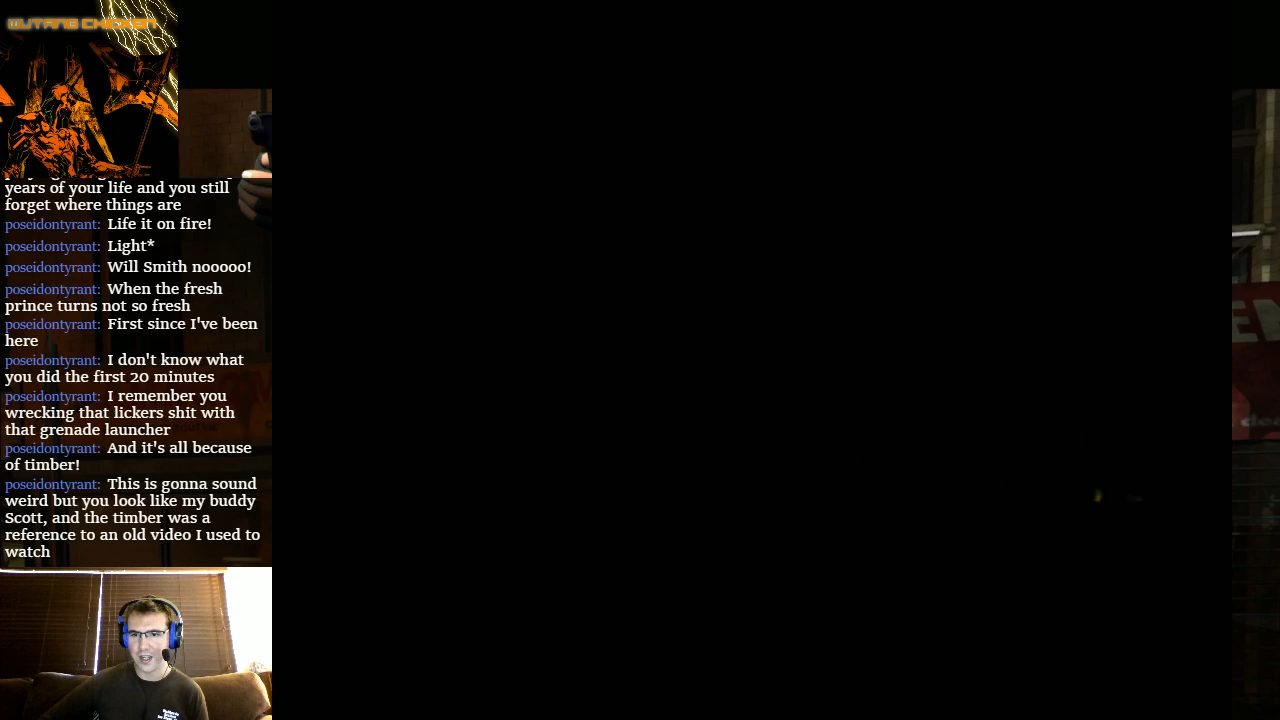 WUTANG CHICKEN
years of your life and you still
forget where things are
poseidontyrant: Life it on fire!
poseidontyrant: Light*
poseidontyrant: Will Smith nooooo!
poseidontyrant: When the fresh
prince turns not so fresh
poseidontyrant: First since I've been
here
poseidontyrant: I don't know what
you did the first 20 minutes
poseidontyrant: I remember you
wrecking that lickers shit with
that grenade launcher
poseidontyrant: And it's all because
of timber!
poseidontyrant: This is gonna sound
weird but you look like my buddy
Scott, and the timber was a
reference to an old video I used to
watch